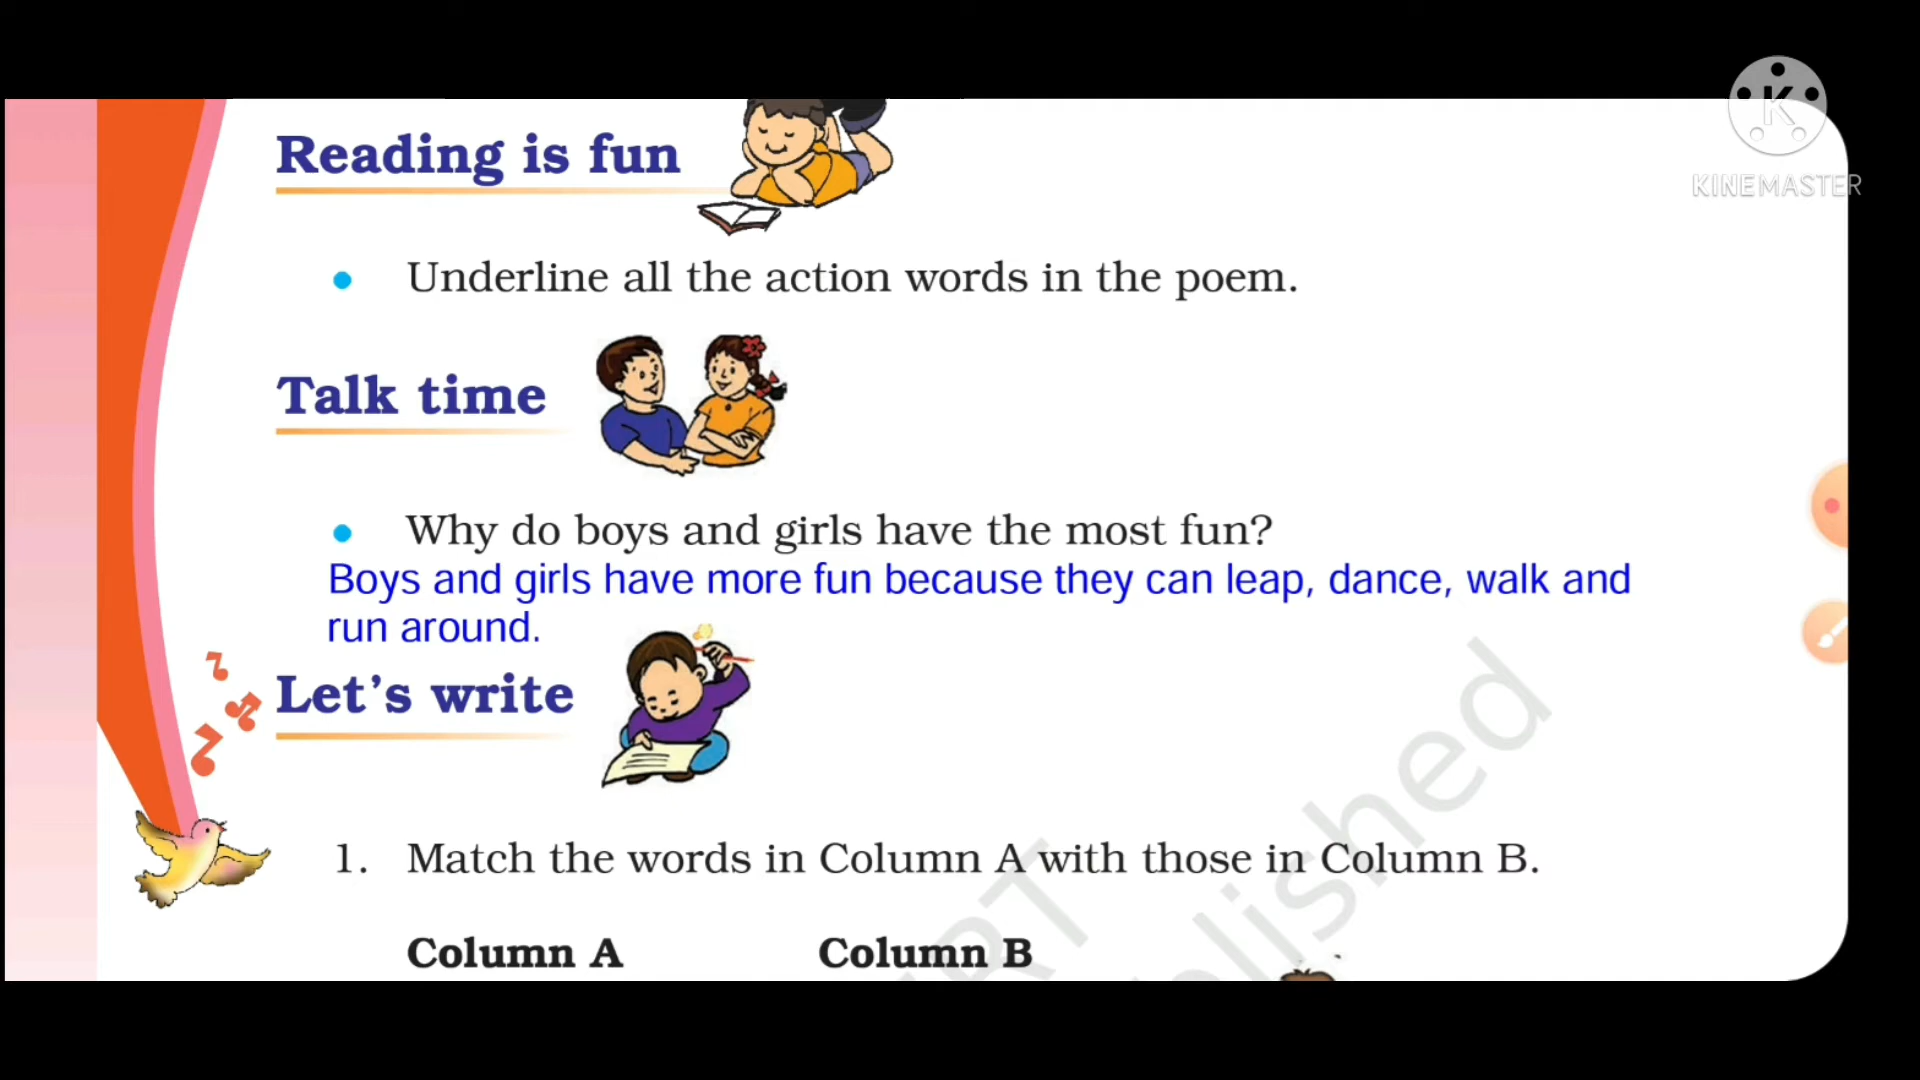 K
KINEMASTER
Reading is fun
Underline all the action words in the poem.
Talk time
Why do boys and girls have the most fun?
Boys and girls have more fun because they can leap, dance, walk and
run around.
Let's write
1. Match the words in Column A with those in Column B.
Column A Column B